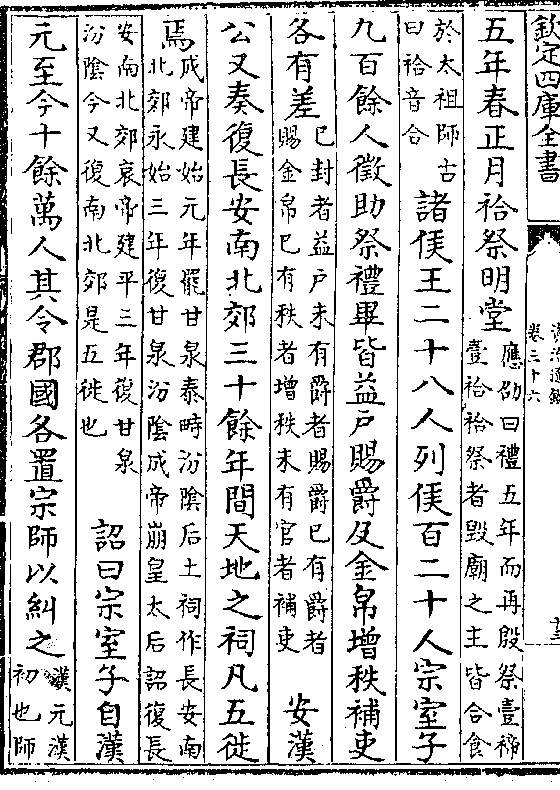 欽定四庫全書
卷三十六
五年春正月祫祭明堂
應劭曰禮五年而再殷祭壹禘
壹祫祫祭者毀廟之主皆合食
於太祖師古
曰祫音合
諸侯王二十八人列侯百二十人宗室子
九百餘人徵助祭禮畢皆益戶賜爵及金帛增秩補吏
各有差
已封者益戶未有爵者賜爵已有爵者
賜金帛已有秩者增秩未有官者補吏
安漢
公又奏復長安南北郊三十餘年間天地之祠凡五徙
焉
成帝建始元年罷甘泉泰時汾陰后土祠作長安南
北郊永始三年復甘泉汾陰成帝崩皇太后詔復長
安南北郊哀帝建平三年復甘泉
汾陰今又復南北郊是五徙也
詔曰宗室子自漢
元至今十餘萬人其令郡國各置宗師以糾之
漢元漢
初也師